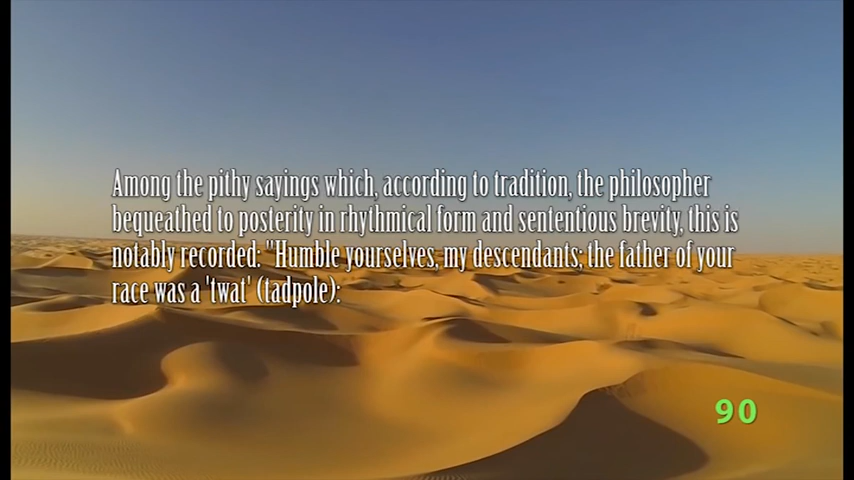 Among the pithy sayings which, according to tradition, the philosopher
bequeathed to posterity in rhythmical form and sententious brevity, this is
notably recorded: "Humble yourselves, my descendants; the father of your
race was a 'twat' (tadpole):
90